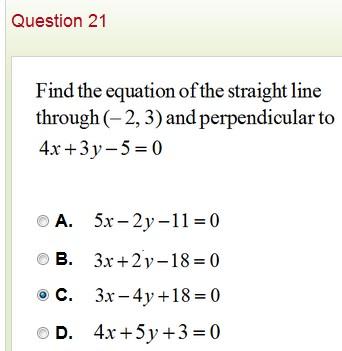 Question 21
Find the equation of the straight line
through (– 2, 3) and perpendicular to
4x + 3y – 5 = 0
A. 5x – 2y – 11 = 0
B. 3x + 2y – 18 = 0
C. 3x – 4y + 18 = 0
D. 4x + 5y + 3 = 0